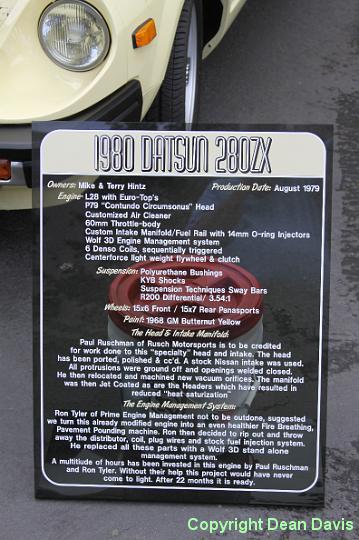 1980 DATSUN 280ZX
Owners: Mike & Terry Hintz Production Date: August 1979
Engine- L28 with Euro-Top's
P79 "Contundo Circumsonus" Head
Customized Air Cleaner
60mm Throttle-body
Custom Intake Manifold/Fuel Rail with 14mm O-ring Injectors
Wolf 3D Engine Management system
6 Denso Coils, sequentially triggered
Centerforce light weight flywheel & clutch
Suspension: Polyurethane Bushings
KYB Shocks
Suspension Techniques Sway Bars
R200 Differential/ 3.54:1
Wheels: 15x6 Front / 15x7 Rear Panasports
Paint: 1968 GM Butternut Yellow
The Head & Intake Manifold:
Paul Ruschman of Rusch Motorsports is to be credited
for work done to this "specialty" head and intake. The head
has been ported, polished & cc'd. A stock Nissan intake was used.
All protrusions were ground off and openings welded closed.
He then relocated and machined new vacuum orifices. The manifold
was then Jet Coated as are the Headers which have resulted in
reduced "heat saturization"
The Engine Management System:
Ron Tyler of Prime Engine Management not to be outdone, suggested
we turn this already modified engine into an even healthier Fire Breathing,
Pavement Pounding machine. Ron then decided to rip out and throw
away the distributor, coil, plug wires and stock fuel injection system.
He replaced all these parts with a Wolf 3D stand alone
management system.
A multitude of hours has been invested in this engine by Paul Ruschman
and Ron Tyler. Without their help this project would have never
come to light. After 22 months it is ready.
Copyright Dean Davis